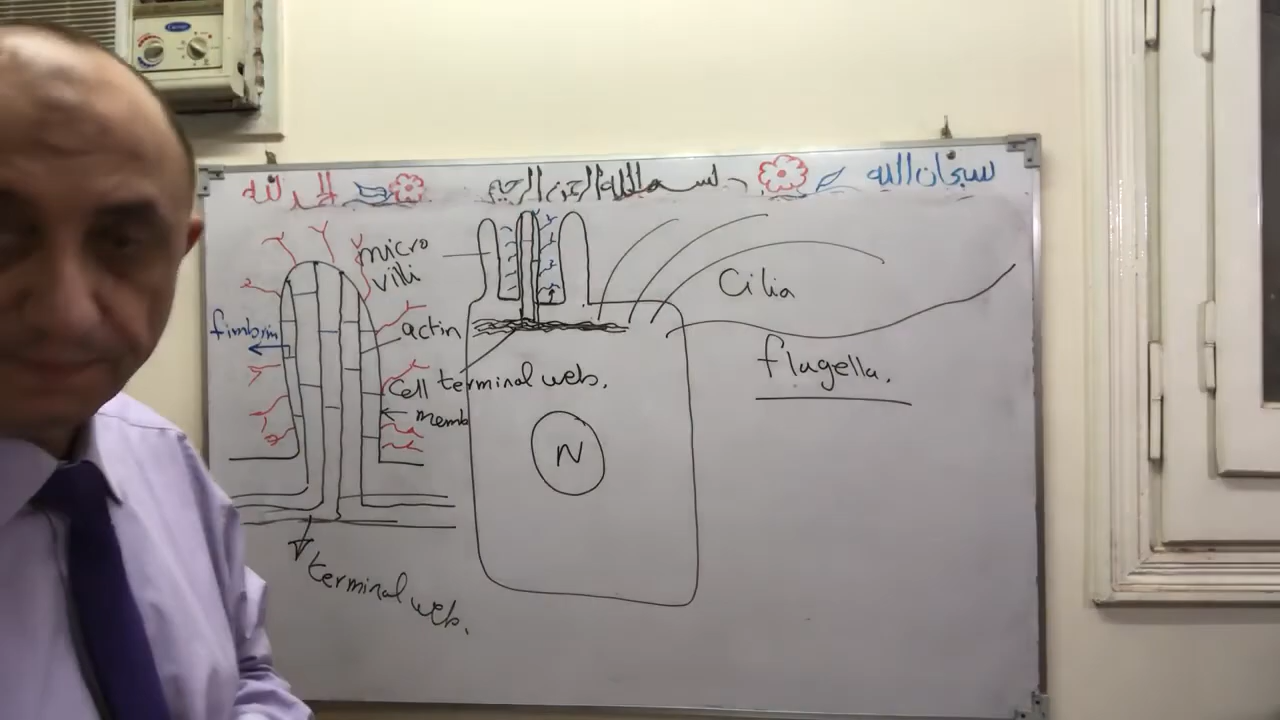 سبحان الله
بسم الله الرحمن الرحيم
الحمد لله
micro
villi
Cilia
fimbrin
actin
flagella.
Cell
memb
terminal web.
N
terminal web.